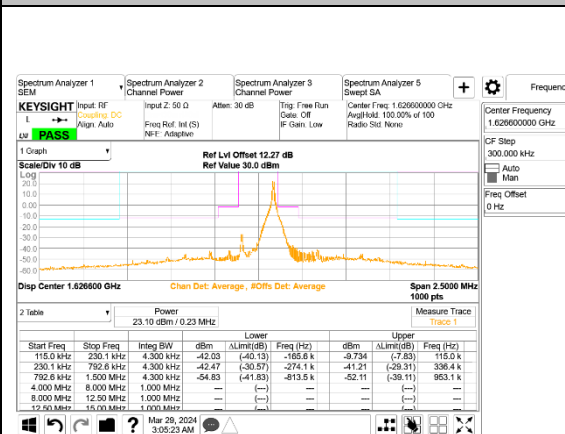 Spectrum Analyzer 1
SEM
Spectrum Analyzer 2
Channel Power
Spectrum Analyzer 3
Channel Power
Spectrum Analyzer 5
Swept SA
Frequenc
KEYSIGHT
Input: RF
Coupling: DC
Align: Auto
Input Z: 50 Ω
Freq Ref: Int (S)
NFE: Adaptive
Atten: 30 dB
Trig: Free Run
Gate: Off
IF Gain: Low
Center Freq: 1.626600000 GHz
Avg|Hold: 100.00% of 100
Radio Std: None
PASS
Center Frequency
1.626600000 GHz
CF Step
300.000 kHz
Auto
Man
Freq Offset
0 Hz
1 Graph
Scale/Div 10 dB
Ref Lvl Offset 12.27 dB
Ref Value 30.0 dBm
Log
20.0
10.0
0.00
-10.0
-20.0
-30.0
-40.0
-50.0
-60.0
Disp Center 1.626600 GHz
Chan Det: Average , #Offs Det: Average
Span 2.5000 MHz
1000 pts
2 Table
Power
23.10 dBm / 0.23 MHz
Measure Trace
Trace 1
Lower Upper
Start Freq Stop Freq Integ BW dBm ΔLimit(dB) Freq (Hz) dBm ΔLimit(dB) Freq (Hz)
115.0 kHz 230.1 kHz 4.300 kHz -42.03 (-40.13) -165.6 k -9.734 (-7.83) 115.0 k
230.1 kHz 792.6 kHz 4.300 kHz -42.47 (-30.57) -274.1 k -41.21 (-29.31) 336.4 k
792.6 kHz 1.500 MHz 4.300 kHz -54.83 (-41.83) -813.5 k -52.11 (-39.11) 953.1 k
4.000 MHz 8.000 MHz 1.000 MHz --- (---) --- (---)
8.000 MHz 12.50 MHz 1.000 MHz --- (---) --- (---)
12.50 MHz 15.00 MHz 1.000 MHz --- (---) --- (---)
Mar 29, 2024
3:05:23 AM